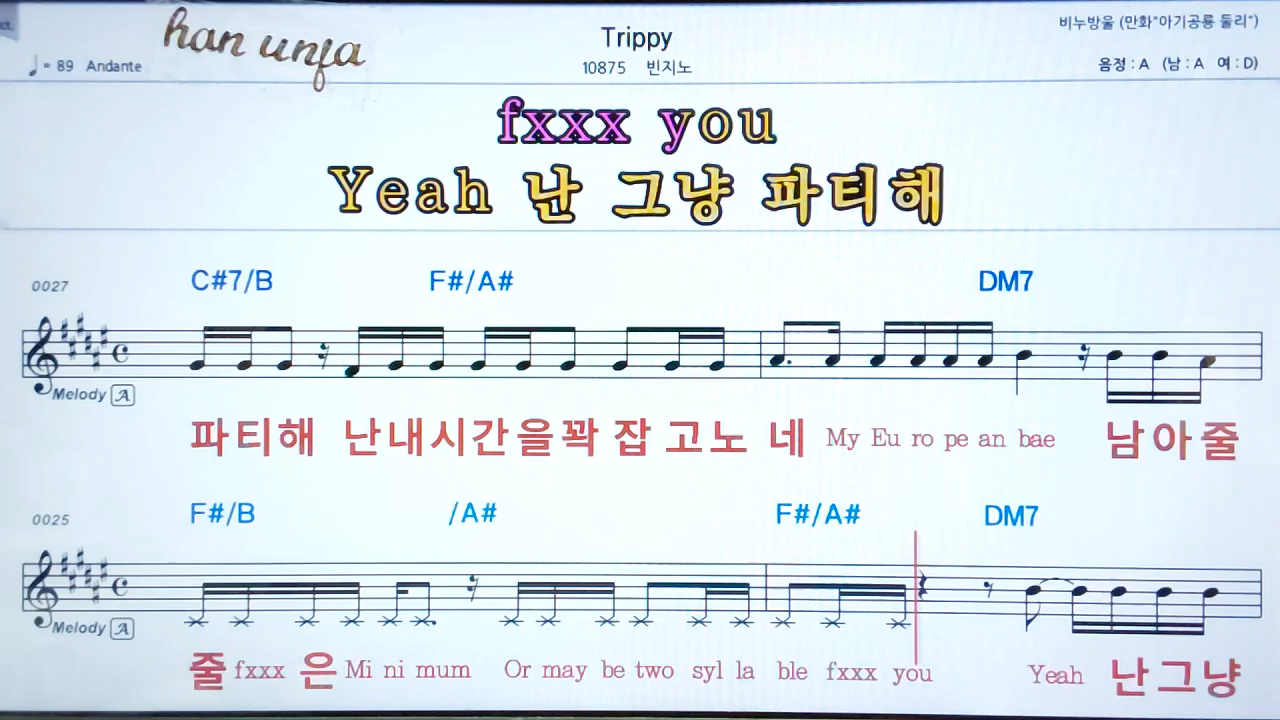 han unfa
Trippy
비누방울 (만화"아기공룡 둘리")
♩= 89 Andante
10875 빈지노
음정 : A (남 : A 여 : D)
fxxx you
Yeah 난 그냥 파티해
0027
C#7/B F#/A# DM7
Melody A
파티해 난내시간을꽉 잡 고노 네 My Eu ro pe an bae 남아줄
0025
F#/B /A# F#/A# DM7
Melody A
줄 fxxx 은 Mi ni mum Or may be two syl la ble fxxx you Yeah 난그냥